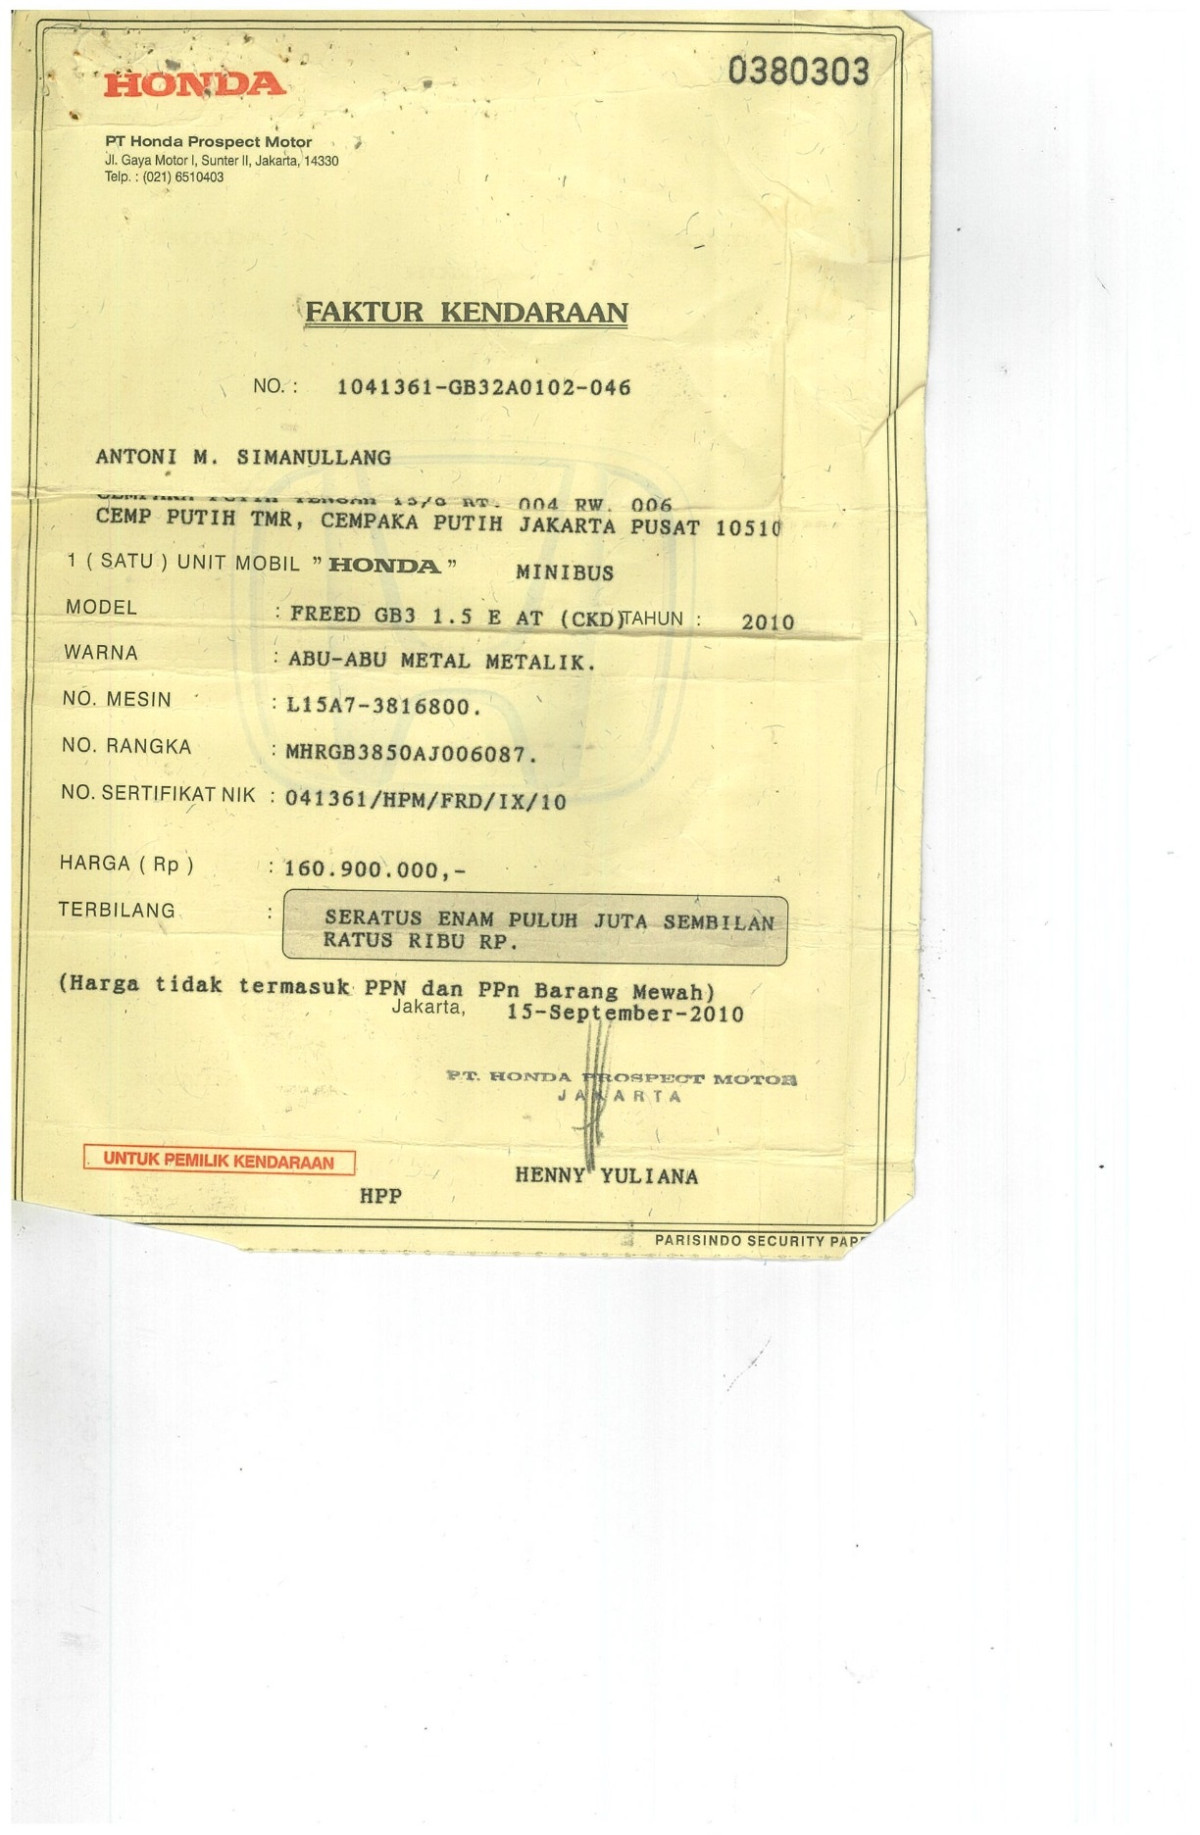 HONDA
0380303
PT Honda Prospect Motor
Jl. Gaya Motor I, Sunter II, Jakarta, 14330
Telp. : (021) 6510403
FAKTUR KENDARAAN
NO. : 1041361-GB32A0102-046
ANTONI M. SIMANULLANG
CEMPAKA PUTIH TENGAH RT. 004 RW. 006
CEMP PUTIH TMR, CEMPAKA PUTIH JAKARTA PUSAT 10510
1 ( SATU ) UNIT MOBIL " HONDA " MINIBUS
MODEL : FREED GB3 1.5 E AT (CKD) TAHUN : 2010
WARNA : ABU-ABU METAL METALIK.
NO. MESIN : L15A7-3816800.
NO. RANGKA : MHRGB3850AJ006087.
NO. SERTIFIKAT NIK : 041361/HPM/FRD/IX/10
HARGA ( Rp ) : 160.900.000,-
TERBILANG : SERATUS ENAM PULUH JUTA SEMBILAN
RATUS RIBU RP.
(Harga tidak termasuk PPN dan PPn Barang Mewah)
Jakarta, 15-September-2010
PT. HONDA PROSPECT MOTOR
JAKARTA
UNTUK PEMILIK KENDARAAN
HENNY YULIANA
HPP
PARISINDO SECURITY